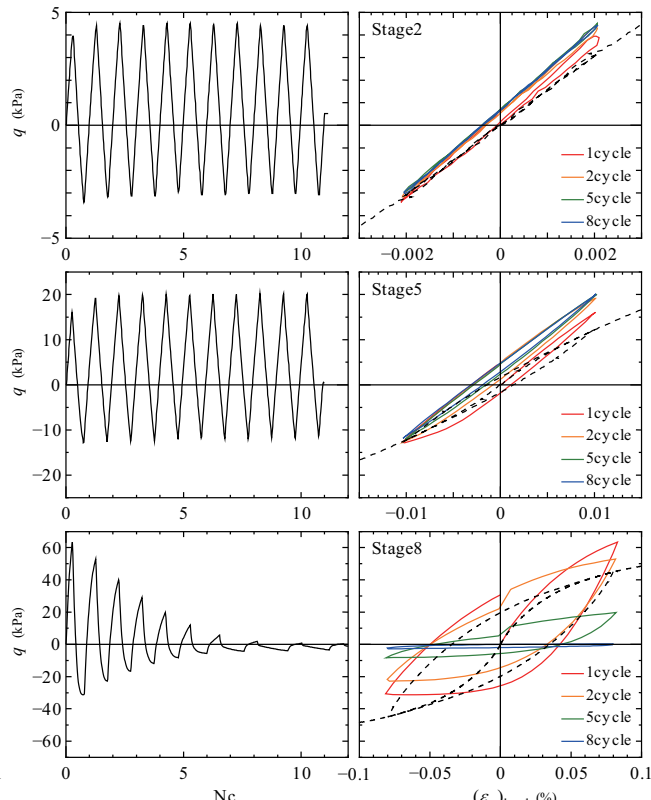 5
Stage2
q (kPa)
0
1cycle
2cycle
5cycle
8cycle
−5
0 5 10
−0.002 0 0.002
20
Stage5
10
q (kPa)
0
−10
1cycle
2cycle
5cycle
8cycle
−20
0 5 10
−0.01 0 0.01
60
Stage8
40
20
q (kPa)
0
−20
1cycle
2cycle
5cycle
8cycle
−40
−60
0 5 10
−0.1 −0.05 0 0.05 0.1
Nc
(ε (%)